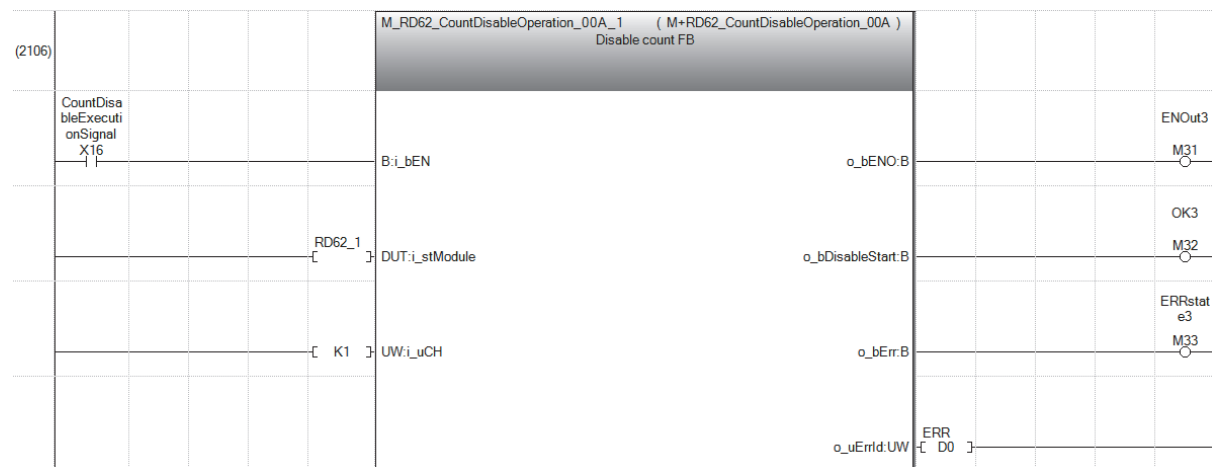 M_RD62_CountDisableOperation_00A_1 ( M+RD62_CountDisableOperation_00A )
Disable count FB
(2106)
CountDisa
bleExecuti
onSignal
X16
B:i_bEN
o_bENO:B
ENOut3
M31
RD62_1
DUT:i_stModule
o_bDisableStart:B
OK3
M32
K1
UW:i_uCH
o_bErr:B
ERRstat
e3
M33
o_uErrId:UW
ERR
D0